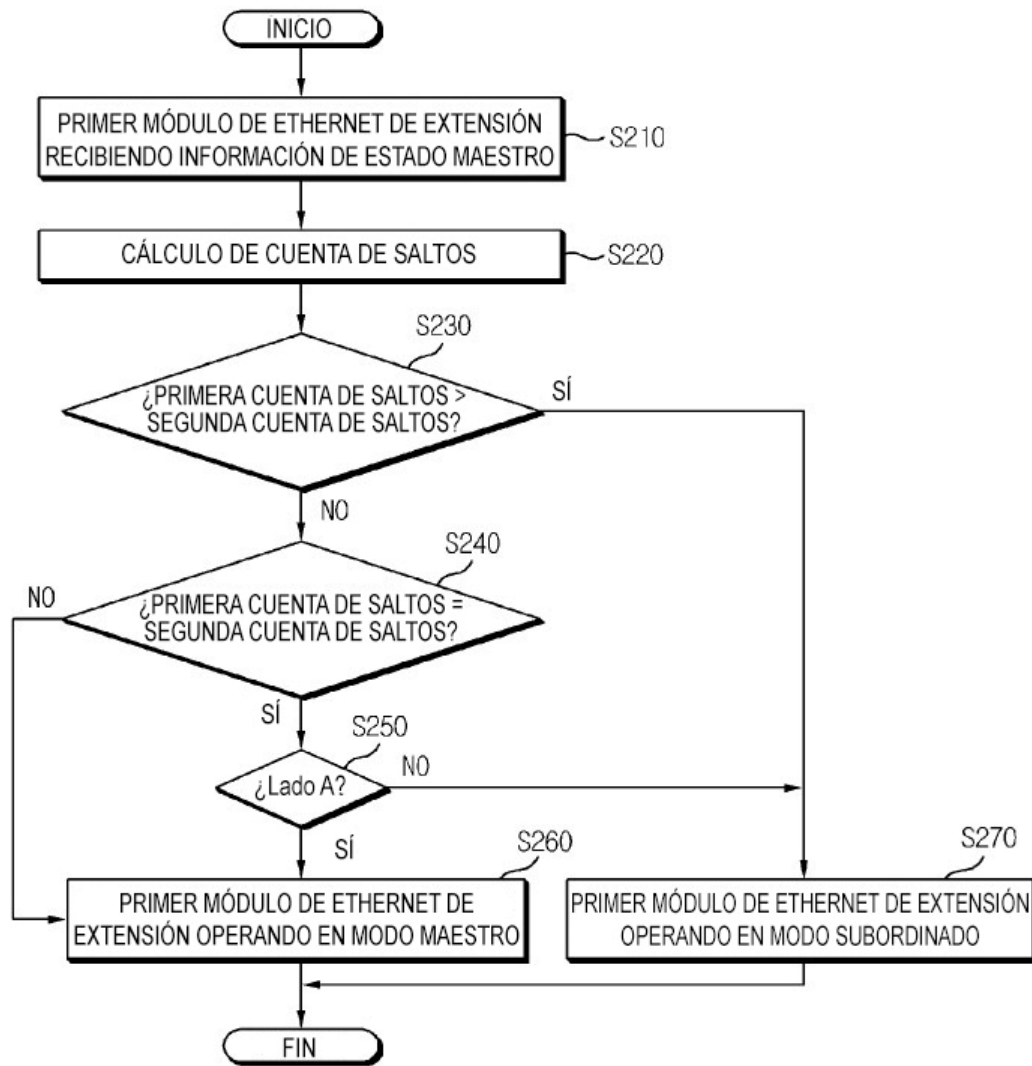 INICIO
PRIMER MÓDULO DE ETHERNET DE EXTENSIÓN
RECIBIENDO INFORMACIÓN DE ESTADO MAESTRO
S210
CÁLCULO DE CUENTA DE SALTOS
S220
S230
¿PRIMERA CUENTA DE SALTOS >
SEGUNDA CUENTA DE SALTOS?
SÍ
NO
S240
NO
¿PRIMERA CUENTA DE SALTOS =
SEGUNDA CUENTA DE SALTOS?
SÍ
S250
¿Lado A?
NO
SÍ
S260
PRIMER MÓDULO DE ETHERNET DE
EXTENSIÓN OPERANDO EN MODO MAESTRO
S270
PRIMER MÓDULO DE ETHERNET DE EXTENSIÓN
OPERANDO EN MODO SUBORDINADO
FIN